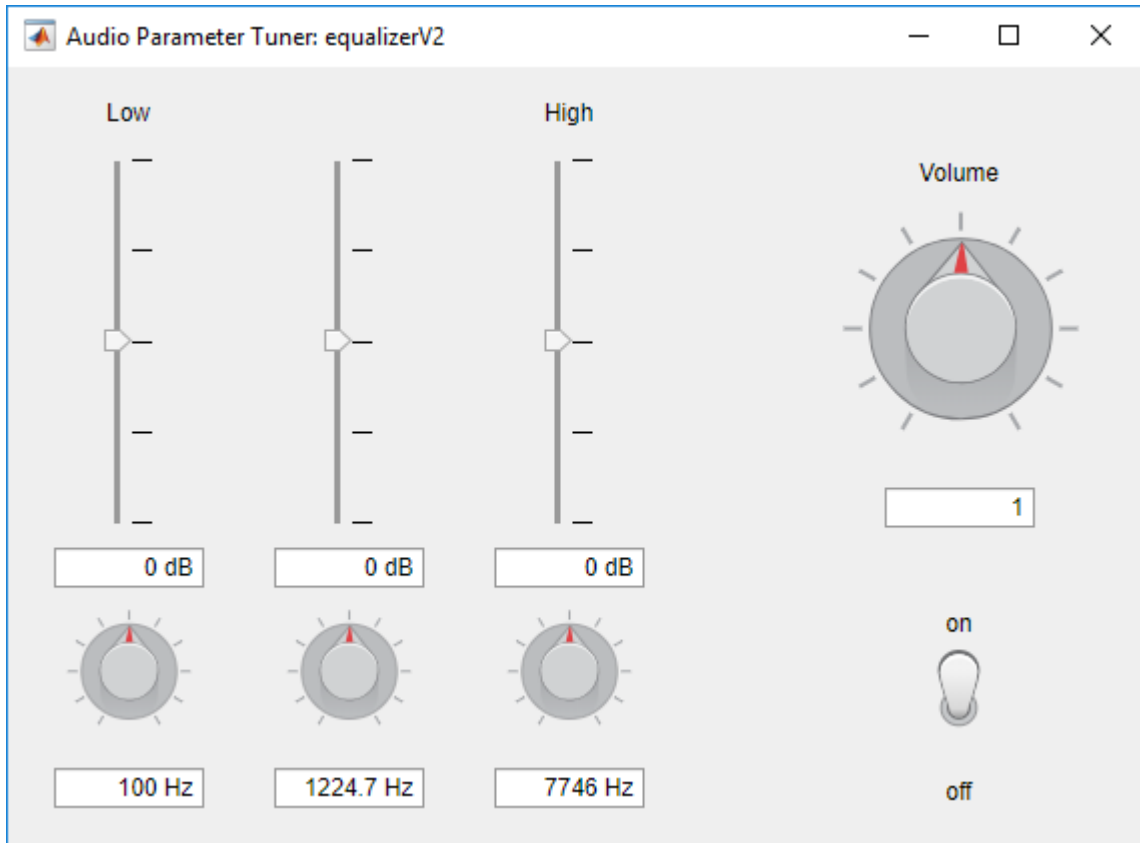 Audio Parameter Tuner: equalizerV2
Low
High
Volume
0 dB
0 dB
0 dB
1
100 Hz
1224.7 Hz
7746 Hz
on
off